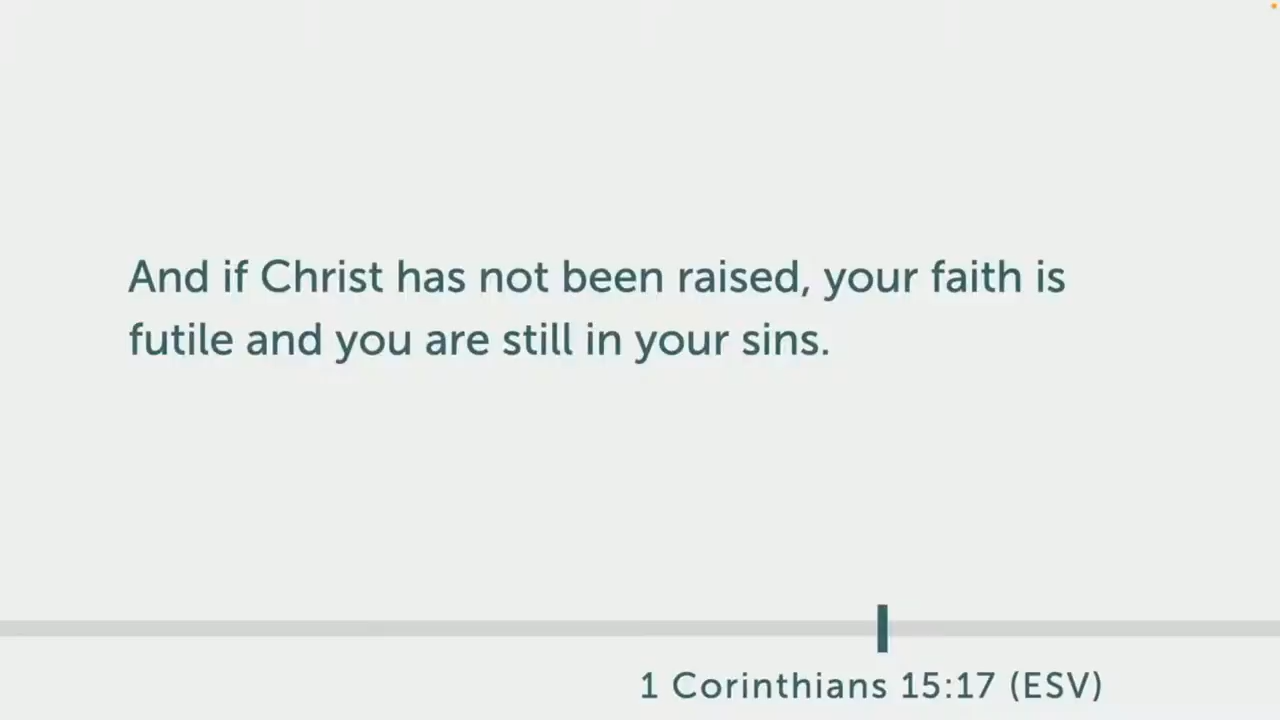 And if Christ has not been raised, your faith is
futile and you are still in your sins.
1 Corinthians 15:17 (ESV)